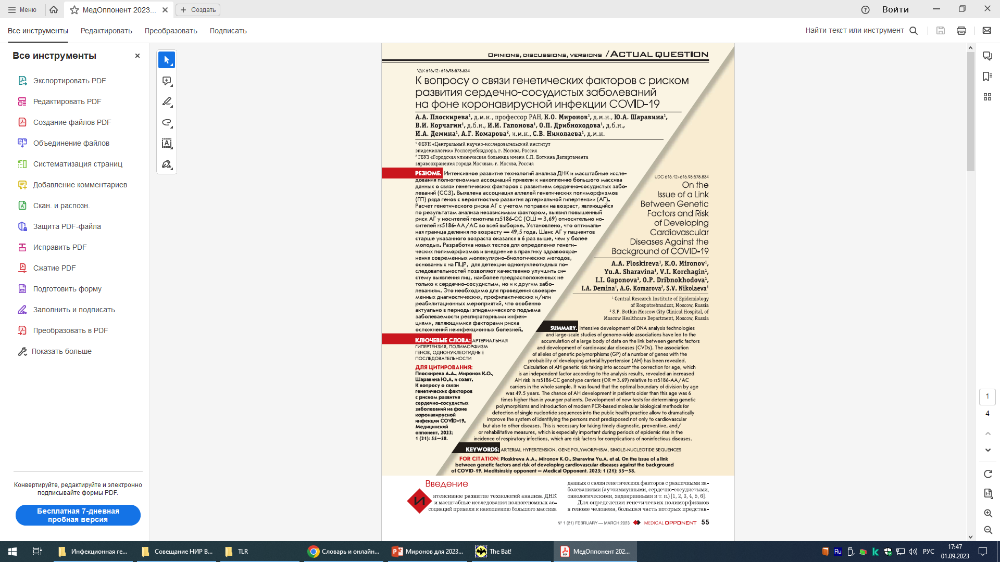 Меню
МедОппонент 2023...
Создать
Войти
Все инструменты
Редактировать
Преобразовать
Подписать
Найти текст или инструмент
Все инструменты
Экспортировать PDF
Редактировать PDF
Создание файлов PDF
Объединение файлов
Систематизация страниц
Добавление комментариев
Скан. и распозн.
Защита PDF-файла
Исправить PDF
Сжатие PDF
Подготовить форму
Заполнить и подписать
Преобразовать в PDF
Показать больше
Конвертируйте, редактируйте и электронно
подписывайте формы PDF.
Бесплатная 7-дневная
пробная версия
Opinions, discussions, versions / Actual question
УДК 616.12+616.98:578.834
К вопросу о связи генетических факторов с риском
развития сердечно-сосудистых заболеваний
на фоне коронавирусной инфекции COVID-19
А.А. Плоскирева¹, д.м.н., профессор РАН, К.О. Миронов¹, д.м.н., Ю.А. Шаравина¹,
В.И. Корчагин¹, д.б.н., И.И. Гапонова¹, О.П. Дрибноходова¹, д.б.н.,
И.А. Демина¹, А.Г. Комарова², к.м.н., С.В. Николаева¹, д.м.н.
¹ ФБУН «Центральный научно-исследовательский институт
эпидемиологии» Роспотребнадзора, г. Москва, Россия
² ГБУЗ «Городская клиническая больница имени С.П. Боткина Департамента
здравоохранения города Москвы», г. Москва, Россия
РЕЗЮМЕ. Интенсивное развитие технологий анализа ДНК и масштабные иссле-
дования полногеномных ассоциаций привели к накоплению большого массива
данных о связи генетических факторов с развитием сердечно-сосудистых забо-
леваний (ССЗ). Выявлена ассоциация аллелей генетических полиморфизмов
(ГП) ряда генов с вероятностью развития артериальной гипертензии (АГ).
Расчет генетического риска АГ с учетом поправки на возраст, являющийся
по результатам анализа независимым фактором, выявил повышенный
риск АГ у носителей генотипа rs5186-CC (ОШ = 3,69) относительно но-
сителей rs5186-AA/AC во всей выборке. Установлено, что оптималь-
ная граница деления по возрасту — 49,5 года. Шанс АГ у пациентов
старше указанного возраста оказался в 6 раз выше, чем у более
молодых. Разработка новых тестов для определения генети-
ческих полиморфизмов и внедрение в практику здравоохра-
нения современных молекулярно-биологических методов,
основанных на ПЦР, для детекции однонуклеотидных по-
следовательностей позволяют качественно улучшить си-
стему выявления лиц, наиболее предрасположенных не
только к сердечно-сосудистым, но и к другим забо-
леваниям. Это необходимо для проведения своевре-
менных диагностических, профилактических и/или
реабилитационных мероприятий, что особенно
актуально в периоды эпидемического подъема
заболеваемости респираторными инфек-
циями, являющимися факторами риска
осложнений неинфекционных болезней.
КЛЮЧЕВЫЕ СЛОВА: АРТЕРИАЛЬНАЯ
ГИПЕРТЕНЗИЯ, ПОЛИМОРФИЗМ
ГЕНОВ, ОДНОНУКЛЕОТИДНЫЕ
ПОСЛЕДОВАТЕЛЬНОСТИ
ДЛЯ ЦИТИРОВАНИЯ:
Плоскирева А.А., Миронов К.О.,
Шаравина Ю.А. и соавт.
К вопросу о связи
генетических факторов
с риском развития
сердечно-сосудистых
заболеваний на фоне
коронавирусной
инфекции COVID-19.
Медицинский
оппонент. 2023;
1 (21): 55–58.
UDC 616.12+616.98:578.834
On the
Issue of a Link
Between Genetic
Factors and Risk
of Developing
Cardiovascular
Diseases Against the
Background of COVID-19
A.A. Ploskireva¹, K.O. Mironov¹,
Yu.A. Sharavina¹, V.I. Korchagin¹,
I.I. Gaponova¹, O.P. Dribnokhodova¹,
I.A. Demina¹, A.G. Komarova², S.V. Nikolaeva¹
¹ Central Research Institute of Epidemiology
of Rospotrebnadzor, Moscow, Russia
² S.P. Botkin Moscow City Clinical Hospital, of
Moscow Healthcare Department, Moscow, Russia
SUMMARY. Intensive development of DNA analysis technologies
and large-scale studies of genome-wide associations have led to the
accumulation of a large body of data on the link between genetic factors
and development of cardiovascular diseases (CVDs). The association
of alleles of genetic polymorphisms (GP) of a number of genes with the
probability of developing arterial hypertension (AH) has been revealed.
Calculation of AH genetic risk taking into account the correction for age, which
is an independent factor according to the analysis results, revealed an increased
AH risk in rs5186-CC genotype carriers (OR = 3.69) relative to rs5186-AA/AC
carriers in the whole sample. It was found that the optimal boundary of division by age
was 49.5 years. The chance of AH development in patients older than this age was 6
times higher than in younger patients. Development of new tests for determining genetic
polymorphisms and introduction of modern PCR-based molecular biological methods for
detection of single nucleotide sequences into the public health practice allow to dramatically
improve the system of identifying the persons most predisposed not only to cardiovascular
but also to other diseases. This is necessary for taking timely diagnostic, preventive, and/
or rehabilitative measures, which is especially important during periods of epidemic rise in the
incidence of respiratory infections, which are risk factors for complications of noninfectious diseases.
KEYWORDS: ARTERIAL HYPERTENSION, GENE POLYMORPHISM, SINGLE-NUCLEOTIDE SEQUENCES
FOR CITATION: Ploskireva A.A., Mironov K.O., Sharavina Yu.A. et al. On the issue of a link
between genetic factors and risk of developing cardiovascular diseases against the background
of COVID-19. Meditsinskiy opponent = Medical Opponent. 2023; 1 (21): 55–58.
Введение
Интенсивное развитие технологий анализа ДНК
и масштабные исследования полногеномных ас-
социаций привели к накоплению большого массива
данных о связи генетических факторов с различными за-
болеваниями (аутоиммунными, сердечно-сосудистыми,
онкологическими, эндокринными и т. п.) [1, 2, 3, 4, 5, 6].
Для определения генетических полиморфизмов
в геноме человека, большая часть которых представ-
N° 1 (21) FEBRUARY — MARCH 2023 MEDICAL OPPONENT 55
1
4
Инфекционная ге...
Совещание НИР В...
TLR
Словарь и онлайн...
Миронов для 2023...
The Bat!
МедОппонент 202...
Ru
РУС
17:47
01.09.2023